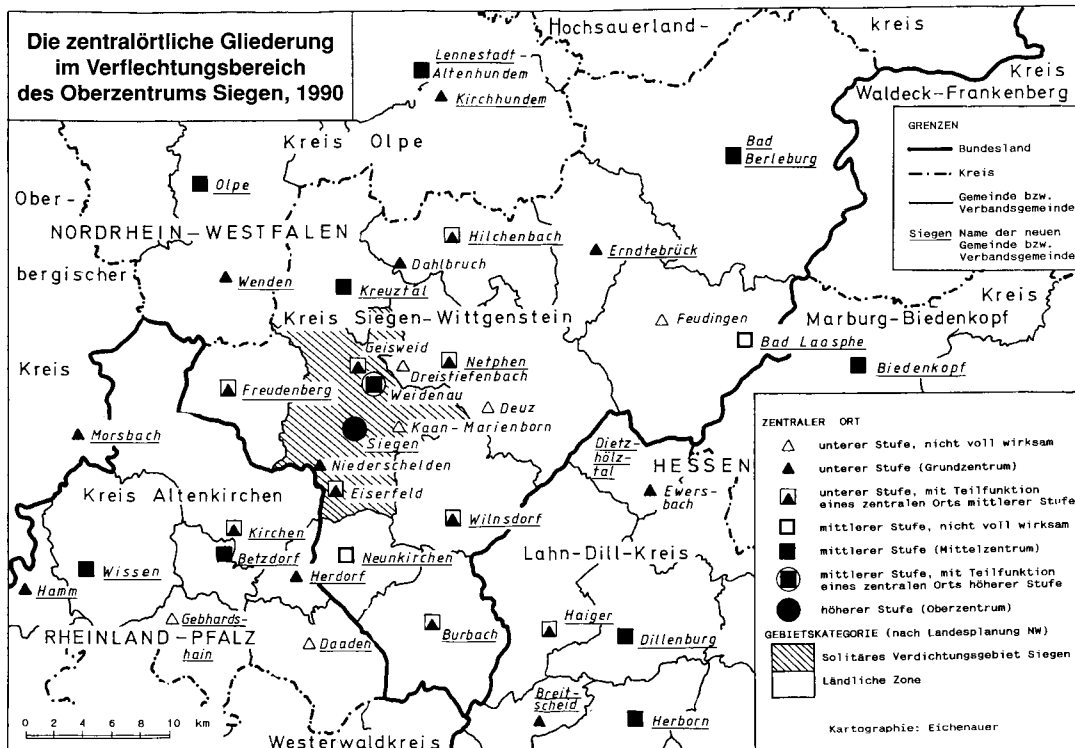 Die zentralörtliche Gliederung
im Verflechtungsbereich
des Oberzentrums Siegen, 1990
Hochsauerland-
kreis
Kreis
Waldeck-Frankenberg
Lennestadt-
Altenhundem
Kirchhundem
Kreis Olpe
Olpe
Bad
Berleburg
Ober-
bergischer
Kreis
NORDRHEIN-WESTFALEN
Hilchenbach
Erndtebrück
Dahlbruch
Wenden
Kreuztal
Kreis Siegen-Wittgenstein
Feudingen
Kreis
Marburg-Biedenkopf
Bad Laasphe
Biedenkopf
Geisweid
Netphen
Dreistiefenbach
Weidenau
Freudenberg
Deuz
Kaan-Marienborn
Siegen
Morsbach
Niederschelden
Dietz-
hölz-
tal
HESSEN
Ewers-
bach
Kreis Altenkirchen
Eiserfeld
Wilnsdorf
Kirchen
Betzdorf
Neunkirchen
Lahn-Dill-Kreis
Wissen
Herdorf
Hamm
Gebhards-
hain
Burbach
Haiger
Dillenburg
RHEINLAND-PFALZ
Daaden
Breit-
scheid
Herborn
Westerwaldkreis
0 2 4 6 8 10 km
GRENZEN
Bundesland
Kreis
Gemeinde bzw.
Verbandsgemeinde
Siegen Name der neuen
Gemeinde bzw.
Verbandsgemeinde
ZENTRALER ORT
unterer Stufe, nicht voll wirksam
unterer Stufe (Grundzentrum)
unterer Stufe, mit Teilfunktion
eines zentralen Orts mittlerer Stufe
mittlerer Stufe, nicht voll wirksam
mittlerer Stufe (Mittelzentrum)
mittlerer Stufe, mit Teilfunktion
eines zentralen Orts höherer Stufe
höherer Stufe (Oberzentrum)
GEBIETSKATEGORIE (nach Landesplanung NW)
Solitäres Verdichtungsgebiet Siegen
Ländliche Zone
Kartographie: Eichenauer